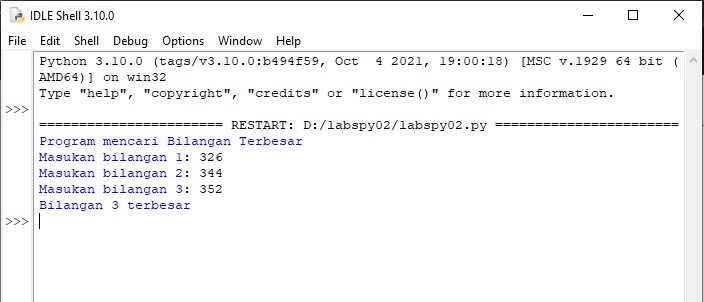 IDLE Shell 3.10.0
File Edit Shell Debug Options Window Help
Python 3.10.0 (tags/v3.10.0:b494f59, Oct  4 2021, 19:00:18) [MSC v.1929 64 bit (
AMD64)] on win32
Type "help", "copyright", "credits" or "license()" for more information.
>>>
======================= RESTART: D:/labspy02/labspy02.py =======================
Program mencari Bilangan Terbesar
Masukan bilangan 1: 326
Masukan bilangan 2: 344
Masukan bilangan 3: 352
Bilangan 3 terbesar
>>>